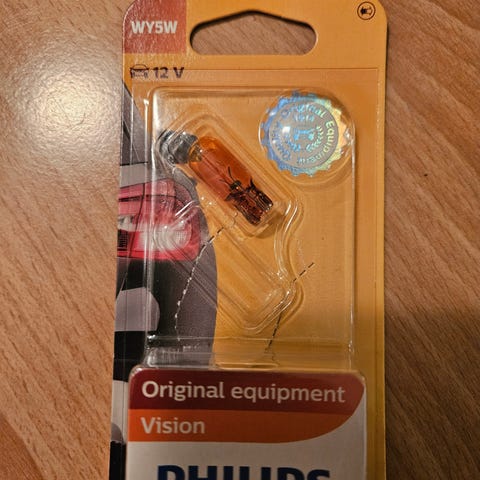 WY5W
12 V
Original equipment
Vision
PHILIPS